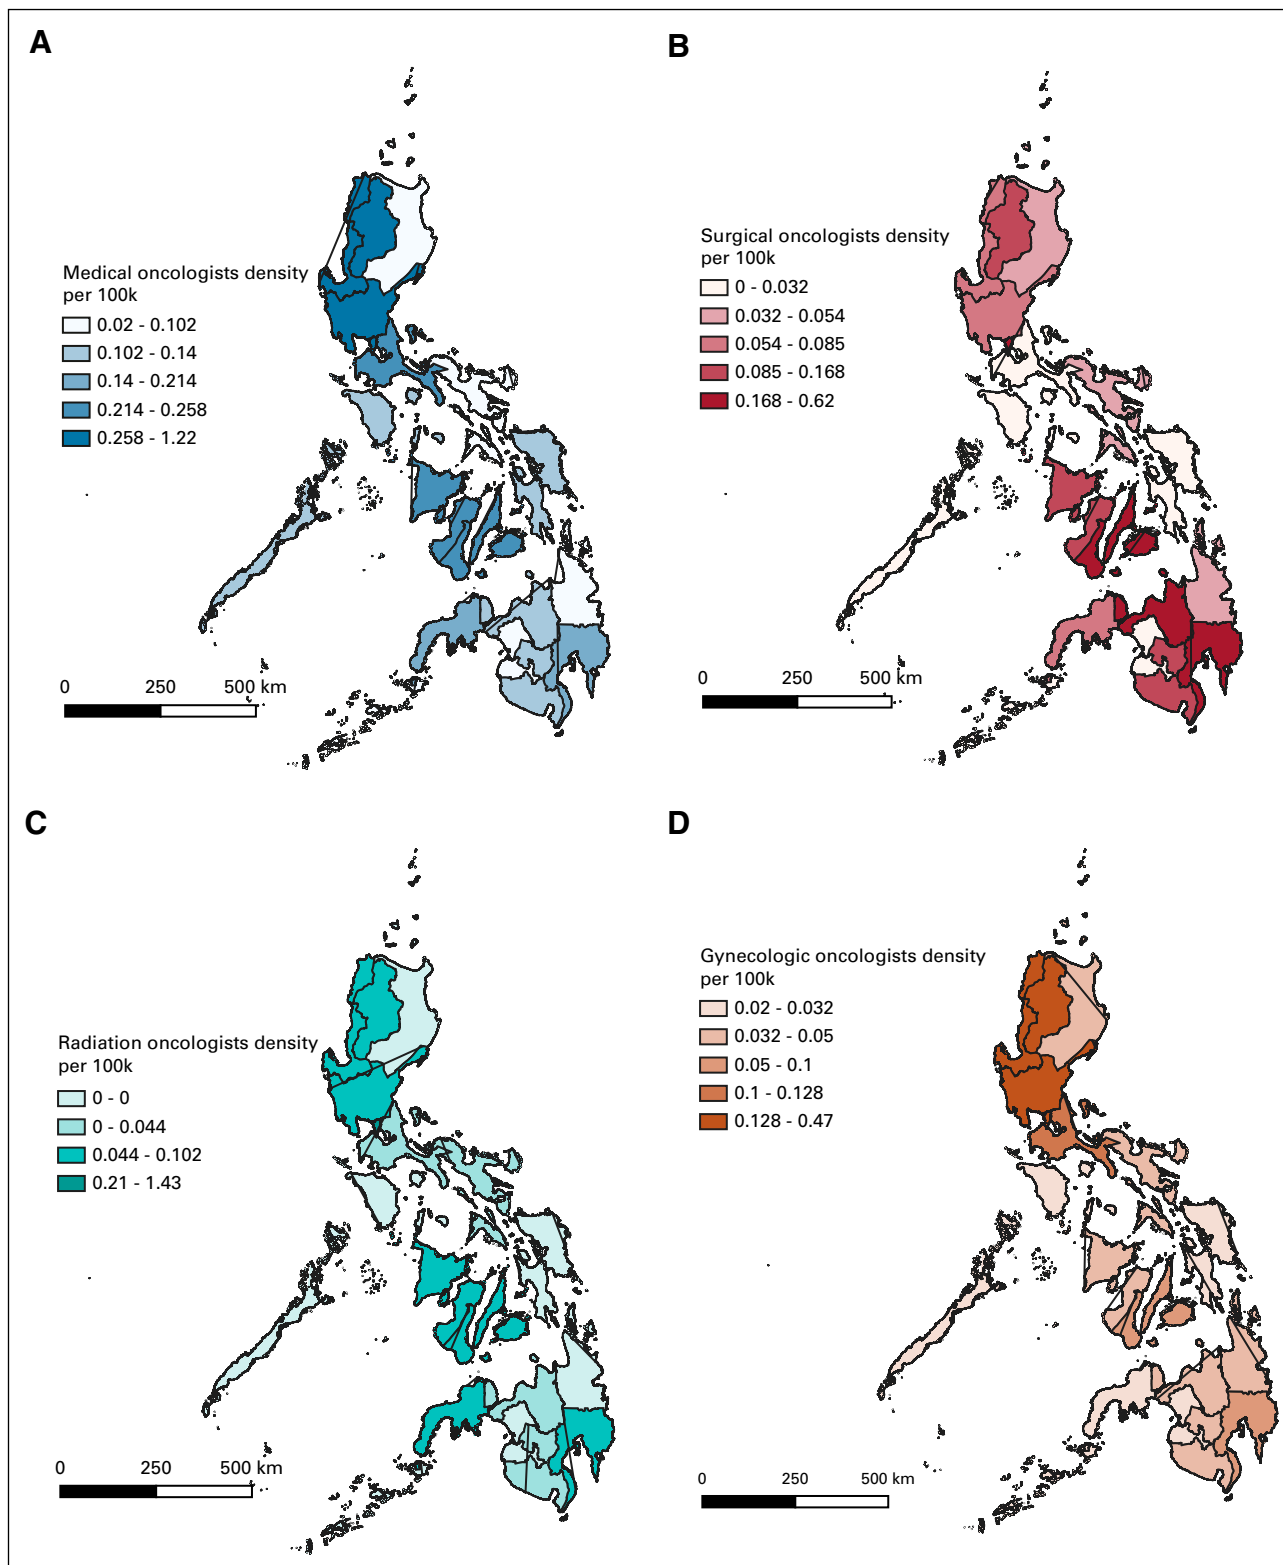 A
Medical oncologists density
per 100k
0.02 - 0.102
0.102 - 0.14
0.14 - 0.214
0.214 - 0.258
0.258 - 1.22
0 250 500 km
B
Surgical oncologists density
per 100k
0 - 0.032
0.032 - 0.054
0.054 - 0.085
0.085 - 0.168
0.168 - 0.62
0 250 500 km
C
Radiation oncologists density
per 100k
0 - 0
0 - 0.044
0.044 - 0.102
0.21 - 1.43
0 250 500 km
D
Gynecologic oncologists density
per 100k
0.02 - 0.032
0.032 - 0.05
0.05 - 0.1
0.1 - 0.128
0.128 - 0.47
0 250 500 km